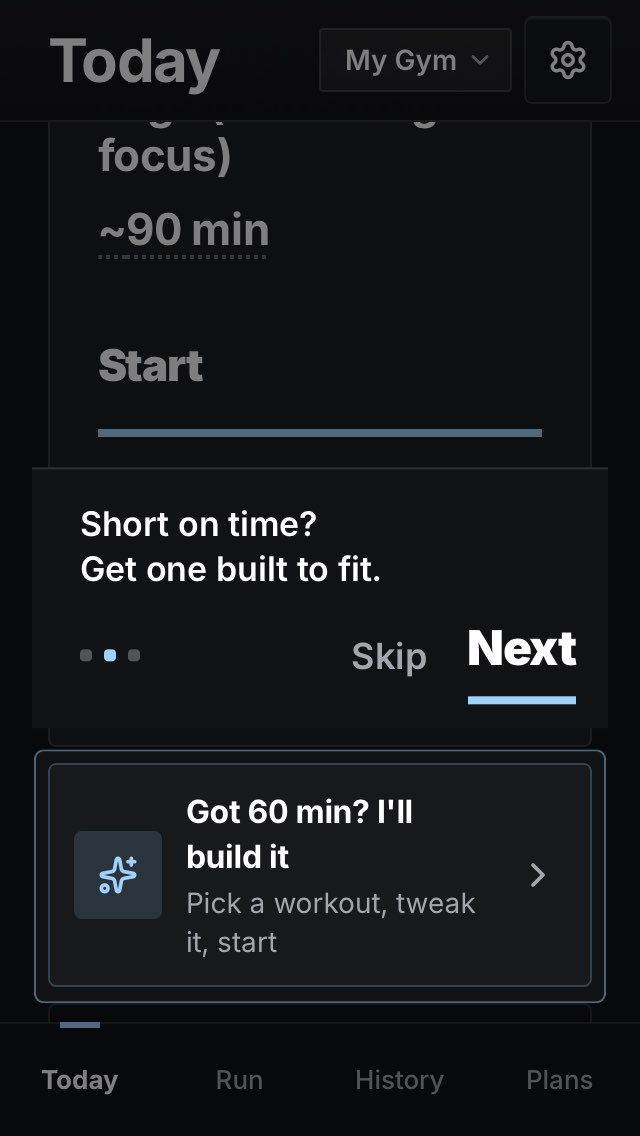 Today
My Gym
focus)
~90 min
Start
Short on time?
Get one built to fit.
Skip
Next
Got 60 min? I'll
build it
Pick a workout, tweak
it, start
Today
Run
History
Plans